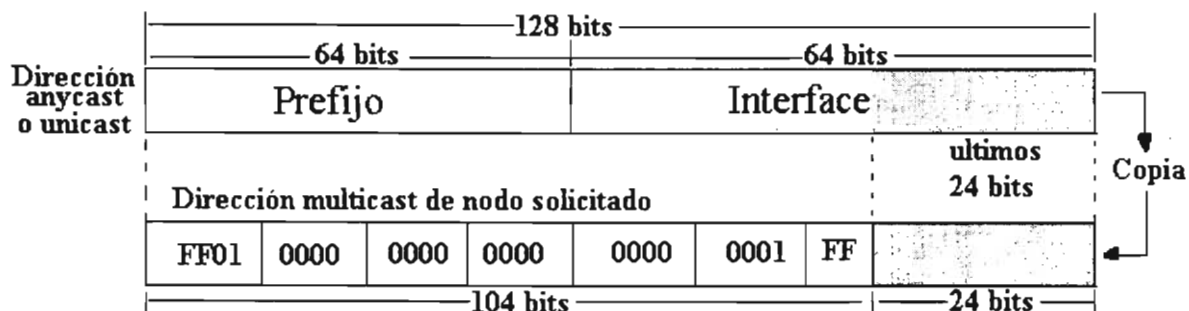 128 bits
64 bits
64 bits
Dirección
anycast
o unicast
Prefijo
Interface
ultimos
24 bits
Copia
Dirección multicast de nodo solicitado
FF01 0000 0000 0000 0000 0001 FF
104 bits
24 bits